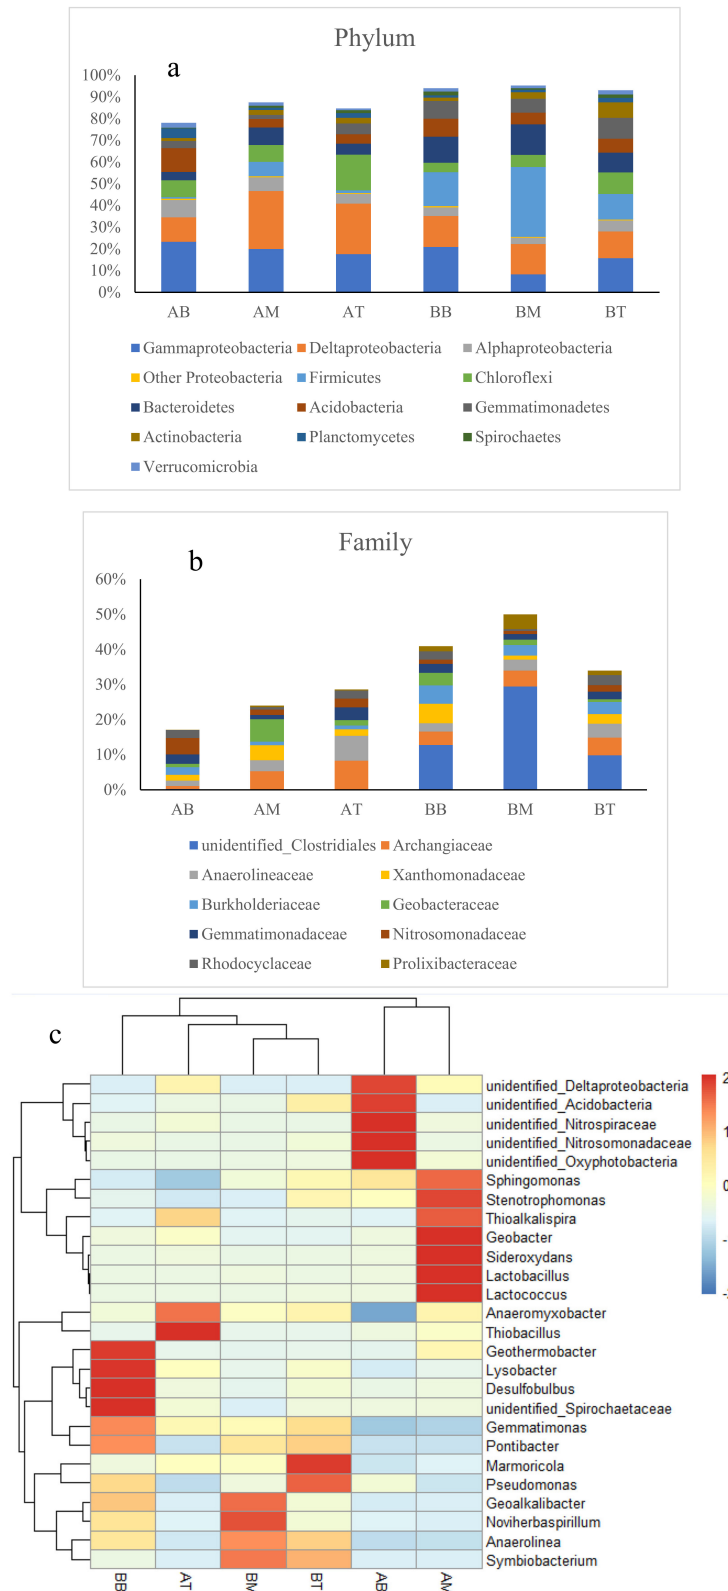 Phylum
a
100%
90%
80%
70%
60%
50%
40%
30%
20%
10%
0%
AB AM AT BB BM BT
Gammaproteobacteria Deltaproteobacteria Alphaproteobacteria
Other Proteobacteria Firmicutes Chloroflexi
Bacteroidetes Acidobacteria Gemmatimonadetes
Actinobacteria Planctomycetes Spirochaetes
Verrucomicrobia
Family
b
60%
50%
40%
30%
20%
10%
0%
AB AM AT BB BM BT
unidentified_Clostridiales Archangiaceae
Anaerolineaceae Xanthomonadaceae
Burkholderiaceae Geobacteraceae
Gemmatimonadaceae Nitrosomonadaceae
Rhodocyclaceae Prolixibacteraceae
c
unidentified_Deltaproteobacteria
unidentified_Acidobacteria
unidentified_Nitrospiraceae
unidentified_Nitrosomonadaceae
unidentified_Oxyphotobacteria
Sphingomonas
Stenotrophomonas
Thioalkalispira
Geobacter
Sideroxydans
Lactobacillus
Lactococcus
Anaeromyxobacter
Thiobacillus
Geothermobacter
Lysobacter
Desulfobulbus
unidentified_Spirochaetaceae
Gemmatimonas
Pontibacter
Marmoricola
Pseudomonas
Geoalkalibacter
Noviherbaspirillum
Anaerolinea
Symbiobacterium
2
1
0
BB AT BM BT AB AM